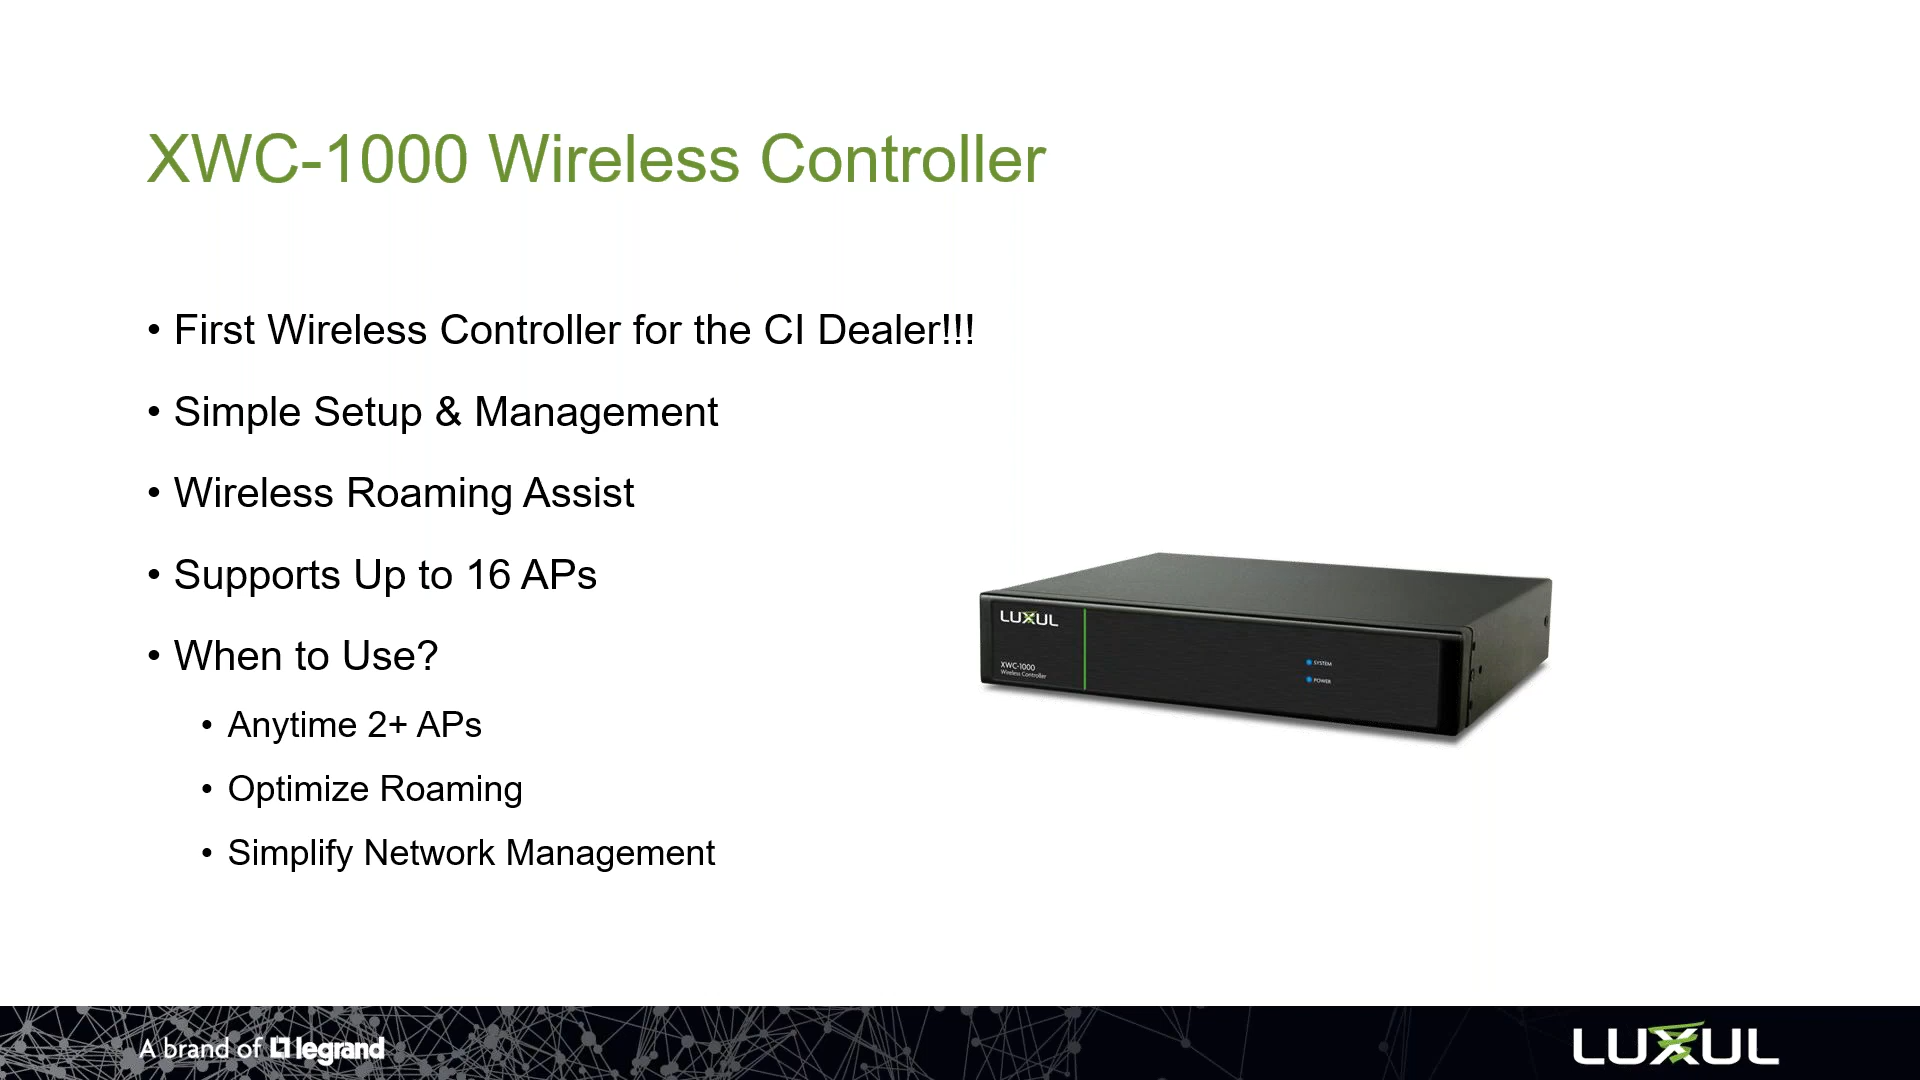 XWC-1000 Wireless Controller
• First Wireless Controller for the CI Dealer!!!
• Simple Setup & Management
• Wireless Roaming Assist
• Supports Up to 16 APs
• When to Use?
• Anytime 2+ APs
• Optimize Roaming
• Simplify Network Management
LUXUL
XWC-1000
Wireless Controller
SYSTEM
POWER
A brand of legrand
LUXUL